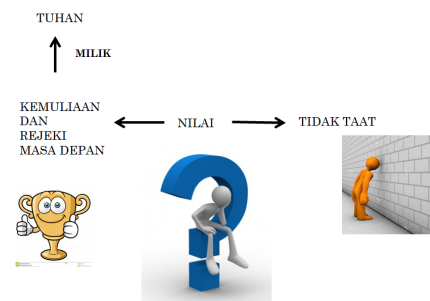 TUHAN
MILIK
KEMULIAAN
DAN
REJEKI
MASA DEPAN
NILAI
TIDAK TAAT